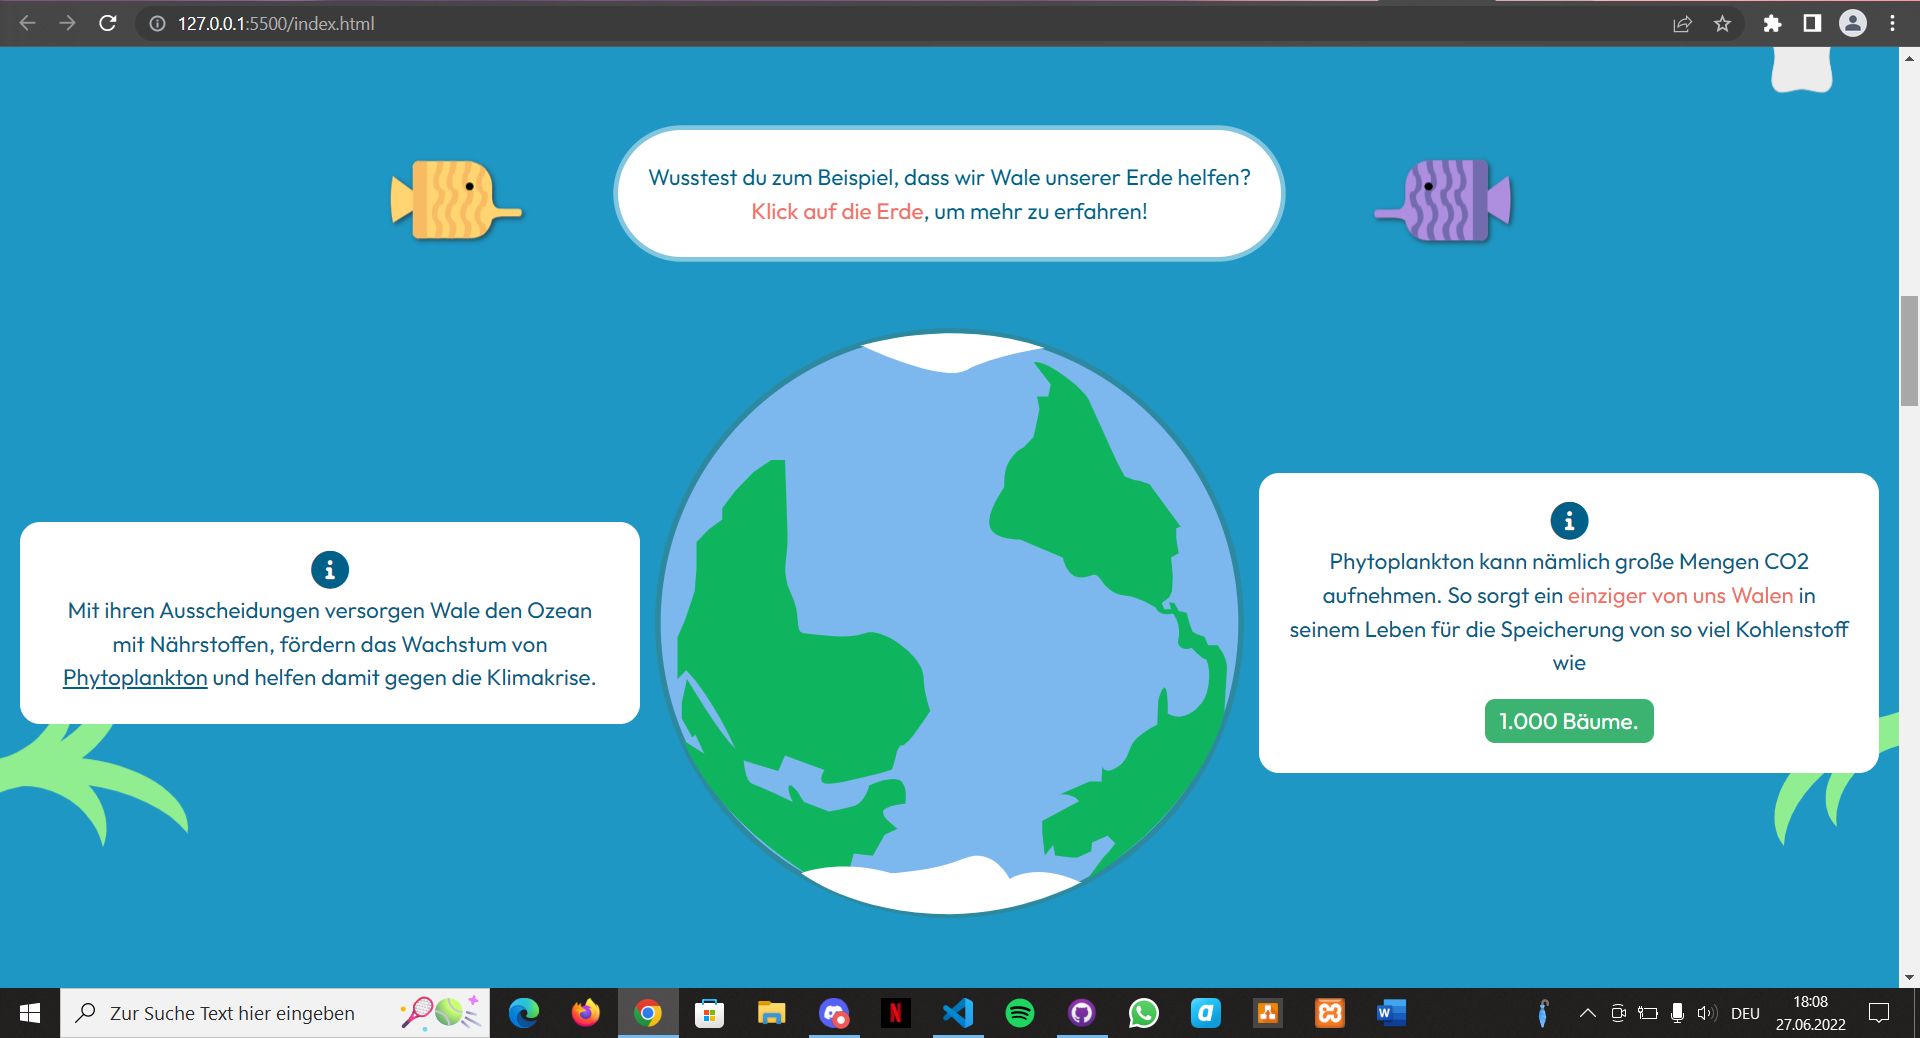 127.0.0.1:5500/index.html
Wusstest du zum Beispiel, dass wir Wale unserer Erde helfen?
Klick auf die Erde, um mehr zu erfahren!
Mit ihren Ausscheidungen versorgen Wale den Ozean
mit Nährstoffen, fördern das Wachstum von
Phytoplankton und helfen damit gegen die Klimakrise.
Phytoplankton kann nämlich große Mengen CO2
aufnehmen. So sorgt ein einziger von uns Walen in
seinem Leben für die Speicherung von so viel Kohlenstoff
wie
1.000 Bäume.
Zur Suche Text hier eingeben
N
a
W
DEU
18:08
27.06.2022